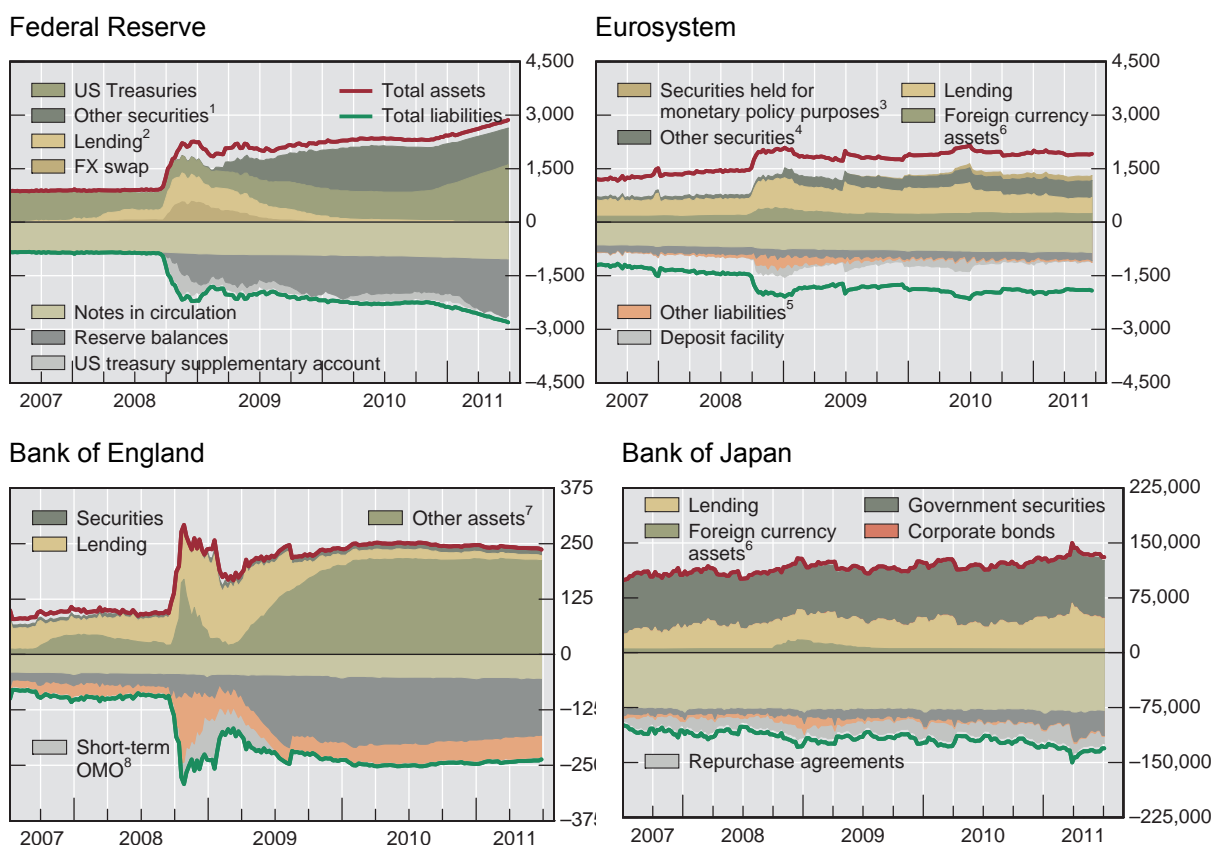 Federal Reserve
US Treasuries
Other securities1
Lending2
FX swap
Total assets
Total liabilities
4,500
3,000
1,500
0
–1,500
–3,000
–4,500
Notes in circulation
Reserve balances
US treasury supplementary account
2007 2008 2009 2010 2011
Eurosystem
Securities held for
monetary policy purposes3
Other securities4
Lending
Foreign currency
assets6
4,500
3,000
1,500
0
–1,500
–3,000
–4,500
Other liabilities5
Deposit facility
2007 2008 2009 2010 2011
Bank of England
Securities
Lending
Other assets7
375
250
125
0
–125
–250
–375
Short-term
OMO8
2007 2008 2009 2010 2011
Bank of Japan
Lending
Foreign currency
assets6
Government securities
Corporate bonds
225,000
150,000
75,000
0
–75,000
–150,000
–225,000
Repurchase agreements
2007 2008 2009 2010 2011